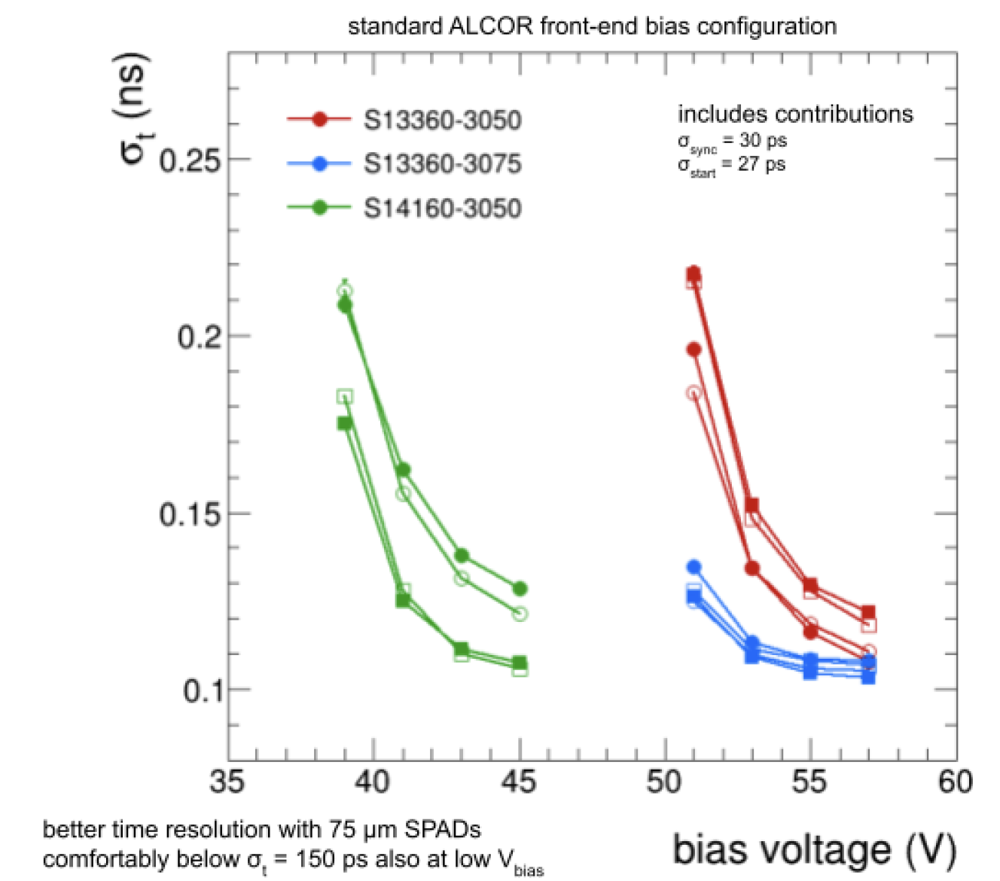 standard ALCOR front-end bias configuration
σt (ns)
S13360-3050
S13360-3075
S14160-3050
includes contributions
σsync = 30 ps
σstart = 27 ps
0.25
0.2
0.15
0.1
35 40 45 50 55 60
bias voltage (V)
better time resolution with 75 μm SPADs
comfortably below σt = 150 ps also at low Vbias